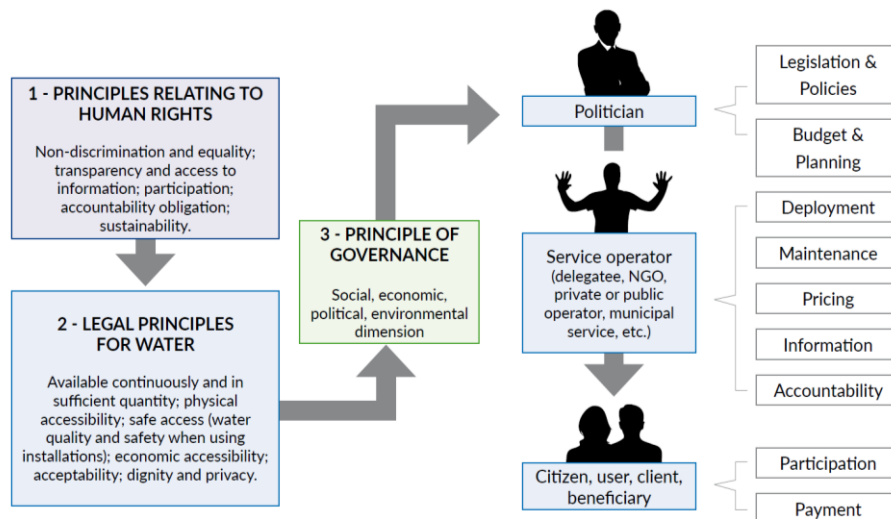 1 - PRINCIPLES RELATING TO
HUMAN RIGHTS
Non-discrimination and equality;
transparency and access to
information; participation;
accountability obligation;
sustainability.
2 - LEGAL PRINCIPLES
FOR WATER
Available continuously and in
sufficient quantity; physical
accessibility; safe access (water
quality and safety when using
installations); economic accessibility;
acceptability; dignity and privacy.
3 - PRINCIPLE OF
GOVERNANCE
Social, economic,
political, environmental
dimension
Politician
Legislation &
Policies
Budget &
Planning
Service operator
(delegatee, NGO,
private or public
operator, municipal
service, etc.)
Deployment
Maintenance
Pricing
Information
Accountability
Citizen, user, client,
beneficiary
Participation
Payment